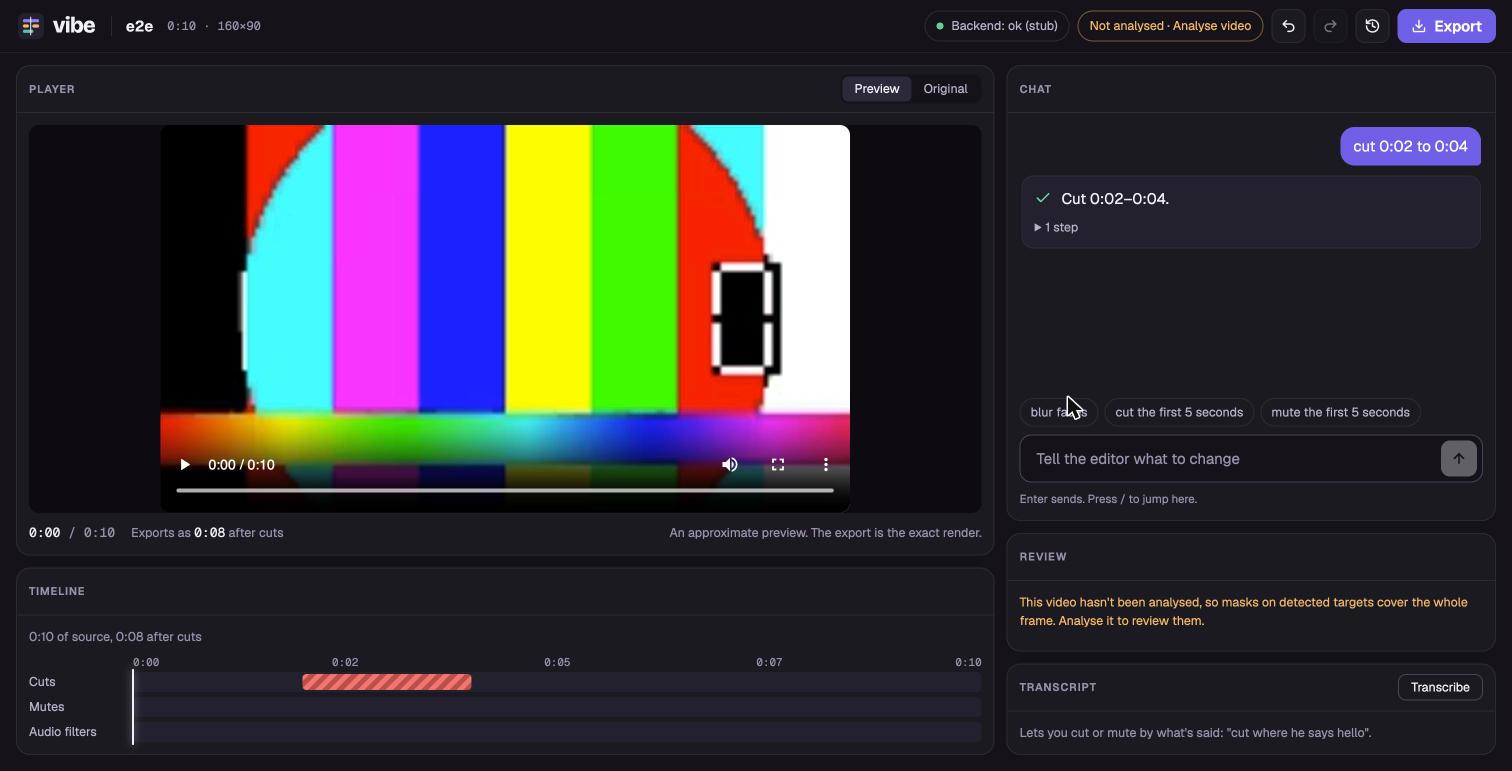 vibe
e2e
0:10 · 160×90
Backend: ok (stub)
Not analysed · Analyse video
Export
PLAYER
Preview
Original
0:00 / 0:10
0:00 / 0:10
Exports as 0:08 after cuts
An approximate preview. The export is the exact render.
TIMELINE
0:10 of source, 0:08 after cuts
0:00 0:02 0:05 0:07 0:10
Cuts
Mutes
Audio filters
CHAT
cut 0:02 to 0:04
Cut 0:02–0:04.
1 step
blur
cut the first 5 seconds
mute the first 5 seconds
Tell the editor what to change
Enter sends. Press / to jump here.
REVIEW
This video hasn't been analysed, so masks on detected targets cover the whole
frame. Analyse it to review them.
TRANSCRIPT
Transcribe
Lets you cut or mute by what's said: "cut where he says hello".